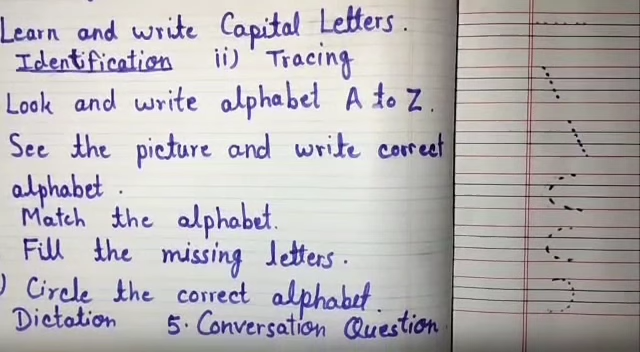 Learn and write Capital Letters.
Identification ii) Tracing
Look and write alphabet A to Z.
See the picture and write correct
alphabet.
Match the alphabet.
Fill the missing letters.
) Circle the correct alphabet.
Dictation 5. Conversation Question